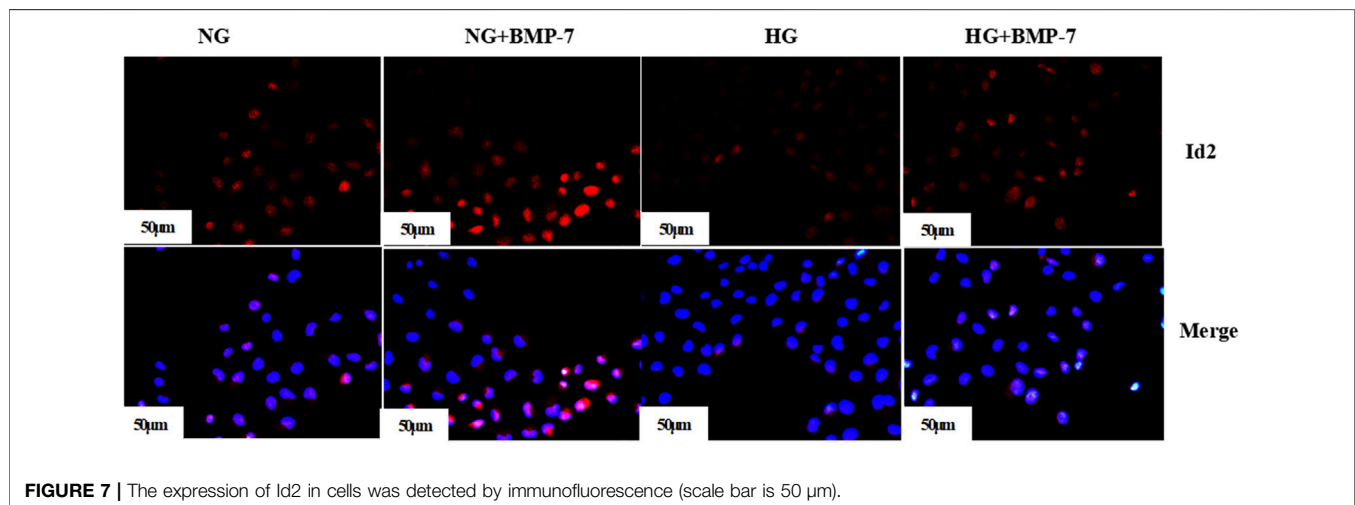 NG NG+BMP-7 HG HG+BMP-7
Id2
50μm 50μm 50μm 50μm
Merge
50μm 50μm 50μm 50μm
FIGURE 7 | The expression of Id2 in cells was detected by immunofluorescence (scale bar is 50 μm).